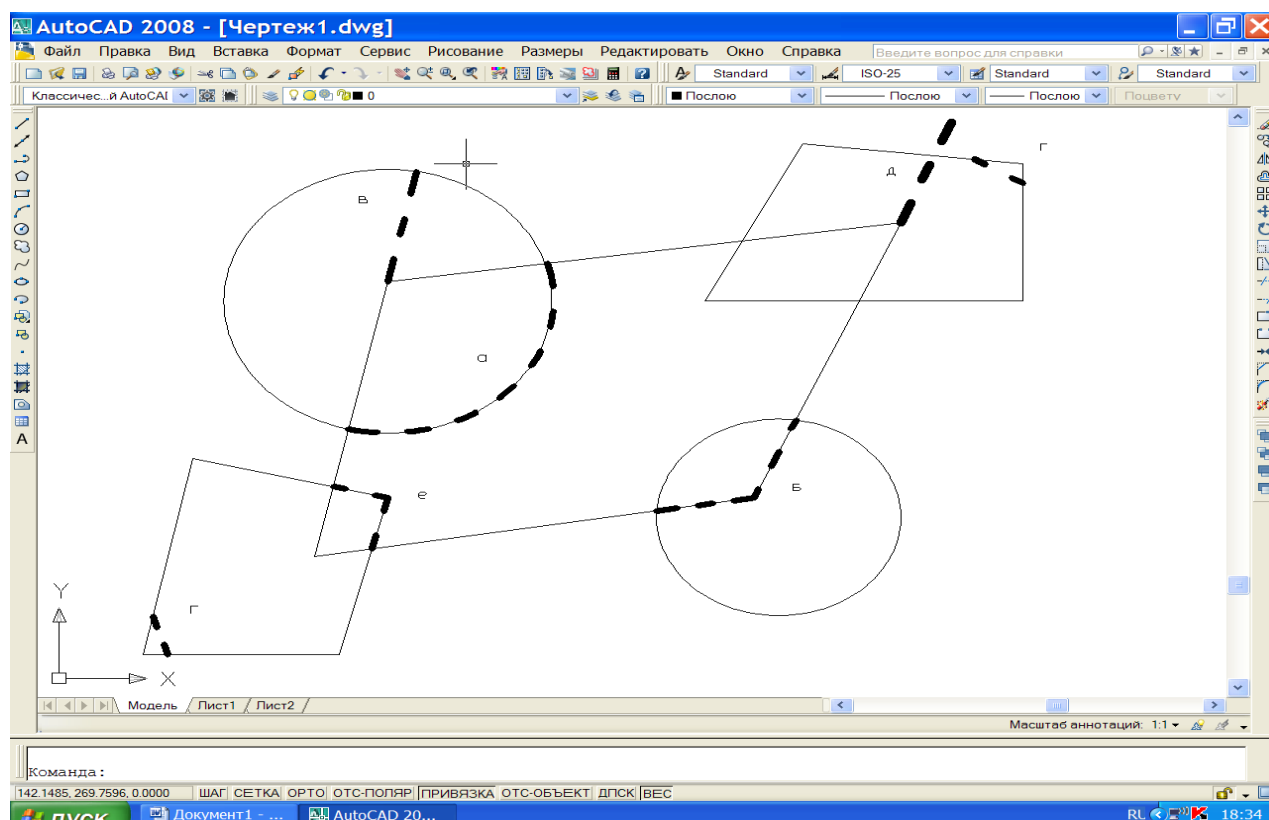 AutoCAD 2008 - [Чертеж1.dwg]
Файл Правка Вид Вставка Формат Сервис Рисование Размеры Редактировать Окно Справка Введите вопрос для справки
Standard ISO-25 Standard Standard
Классичес...й AutoCAI 0 Послою Послою Послою Поцвету
г
д
в
а
е
Б
г
Y
X
Модель Лист1 Лист2
Масштаб аннотаций: 1:1
Команда:
142.1485, 269.7596, 0.0000 ШАГ СЕТКА ОРТО ОТС-ПОЛЯР ПРИВЯЗКА ОТС-ОБЪЕКТ ДПСК ВЕС
пуск Документ1 - ... AutoCAD 20... RU 18:34